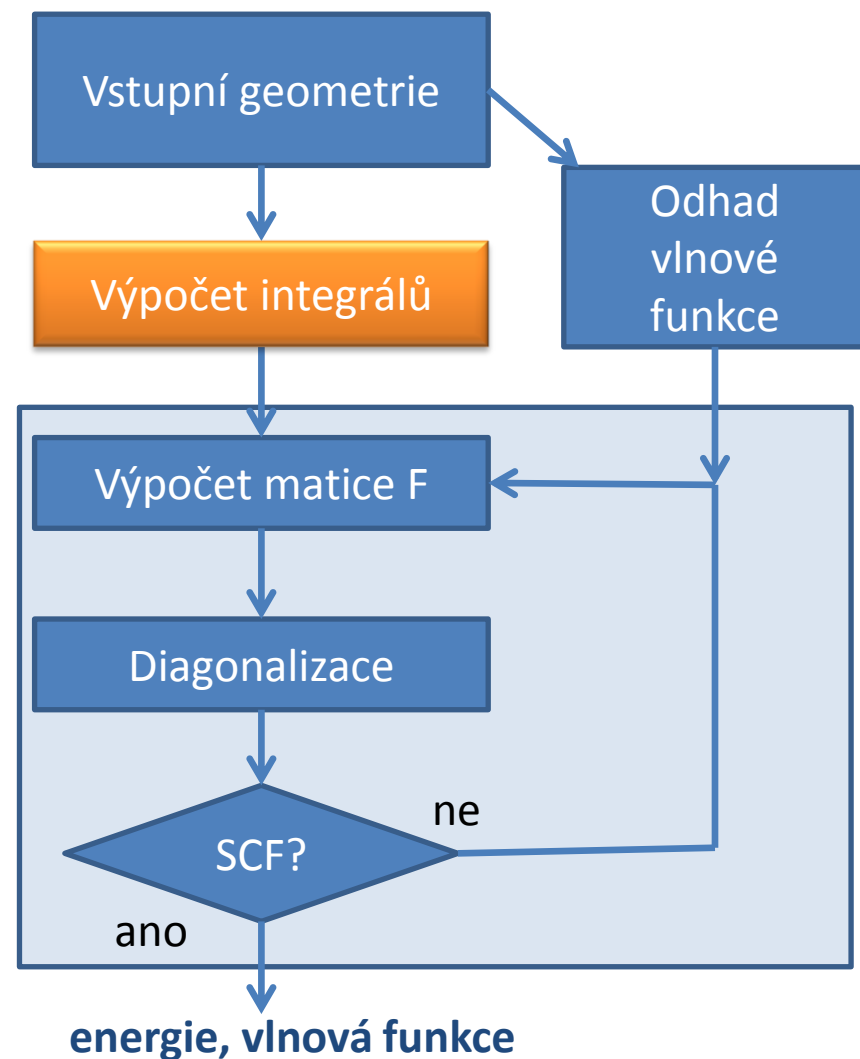 Vstupní geometrie
Odhad
vlnové
funkce
Výpočet integrálů
Výpočet matice F
Diagonalizace
SCF?
ne
ano
energie, vlnová funkce